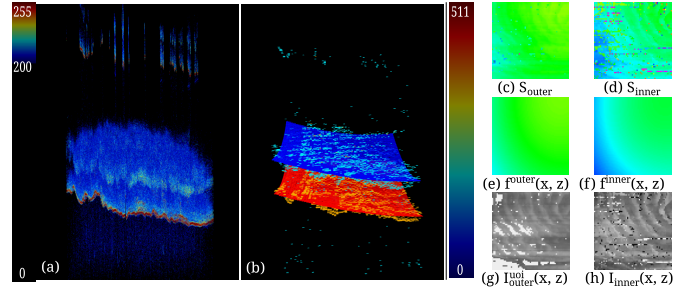 255
200
0
(a)
(b)
511
0
(c) S_outer
(d) S_inner
(e) f^outer(x, z)
(f) f^inner(x, z)
(g) I^uoi_outer(x, z)
(h) I_inner(x, z)